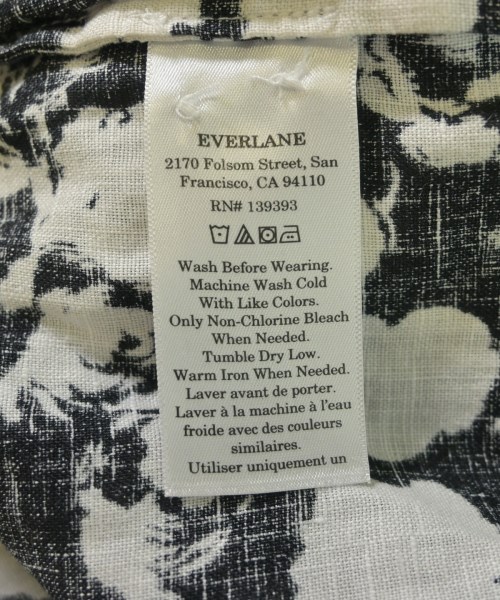 EVERLANE
2170 Folsom Street, San
Francisco, CA 94110
RN# 139393
Wash Before Wearing.
Machine Wash Cold
With Like Colors.
Only Non-Chlorine Bleach
When Needed.
Tumble Dry Low.
Warm Iron When Needed.
Laver avant de porter.
Laver à la machine à l'eau
froide avec des couleurs
similaires.
Utiliser uniquement un